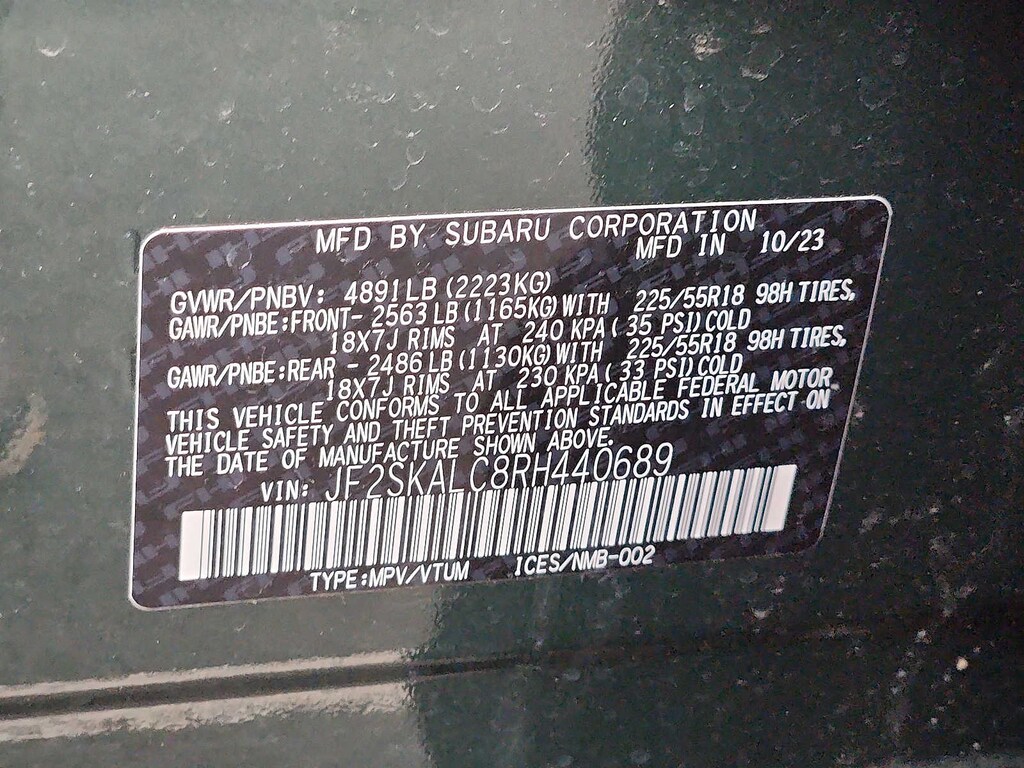 MFD BY SUBARU CORPORATION
MFD IN 10/23
GVWR/PNBV: 4891LB (2223KG)
GAWR/PNBE:FRONT- 2563 LB (1165KG) WITH 225/55R18 98H TIRES,
18X7J RIMS AT 240 KPA ( 35 PSI) COLD
GAWR/PNBE:REAR - 2486 LB (1130KG) WITH 225/55R18 98H TIRES,
18X7J RIMS AT 230 KPA ( 33 PSI) COLD
THIS VEHICLE CONFORMS TO ALL APPLICABLE FEDERAL MOTOR
VEHICLE SAFETY AND THEFT PREVENTION STANDARDS IN EFFECT ON
THE DATE OF MANUFACTURE SHOWN ABOVE.
VIN: JF2SKALC8RH440689
TYPE:MPV/VTUM ICES/NMB-002